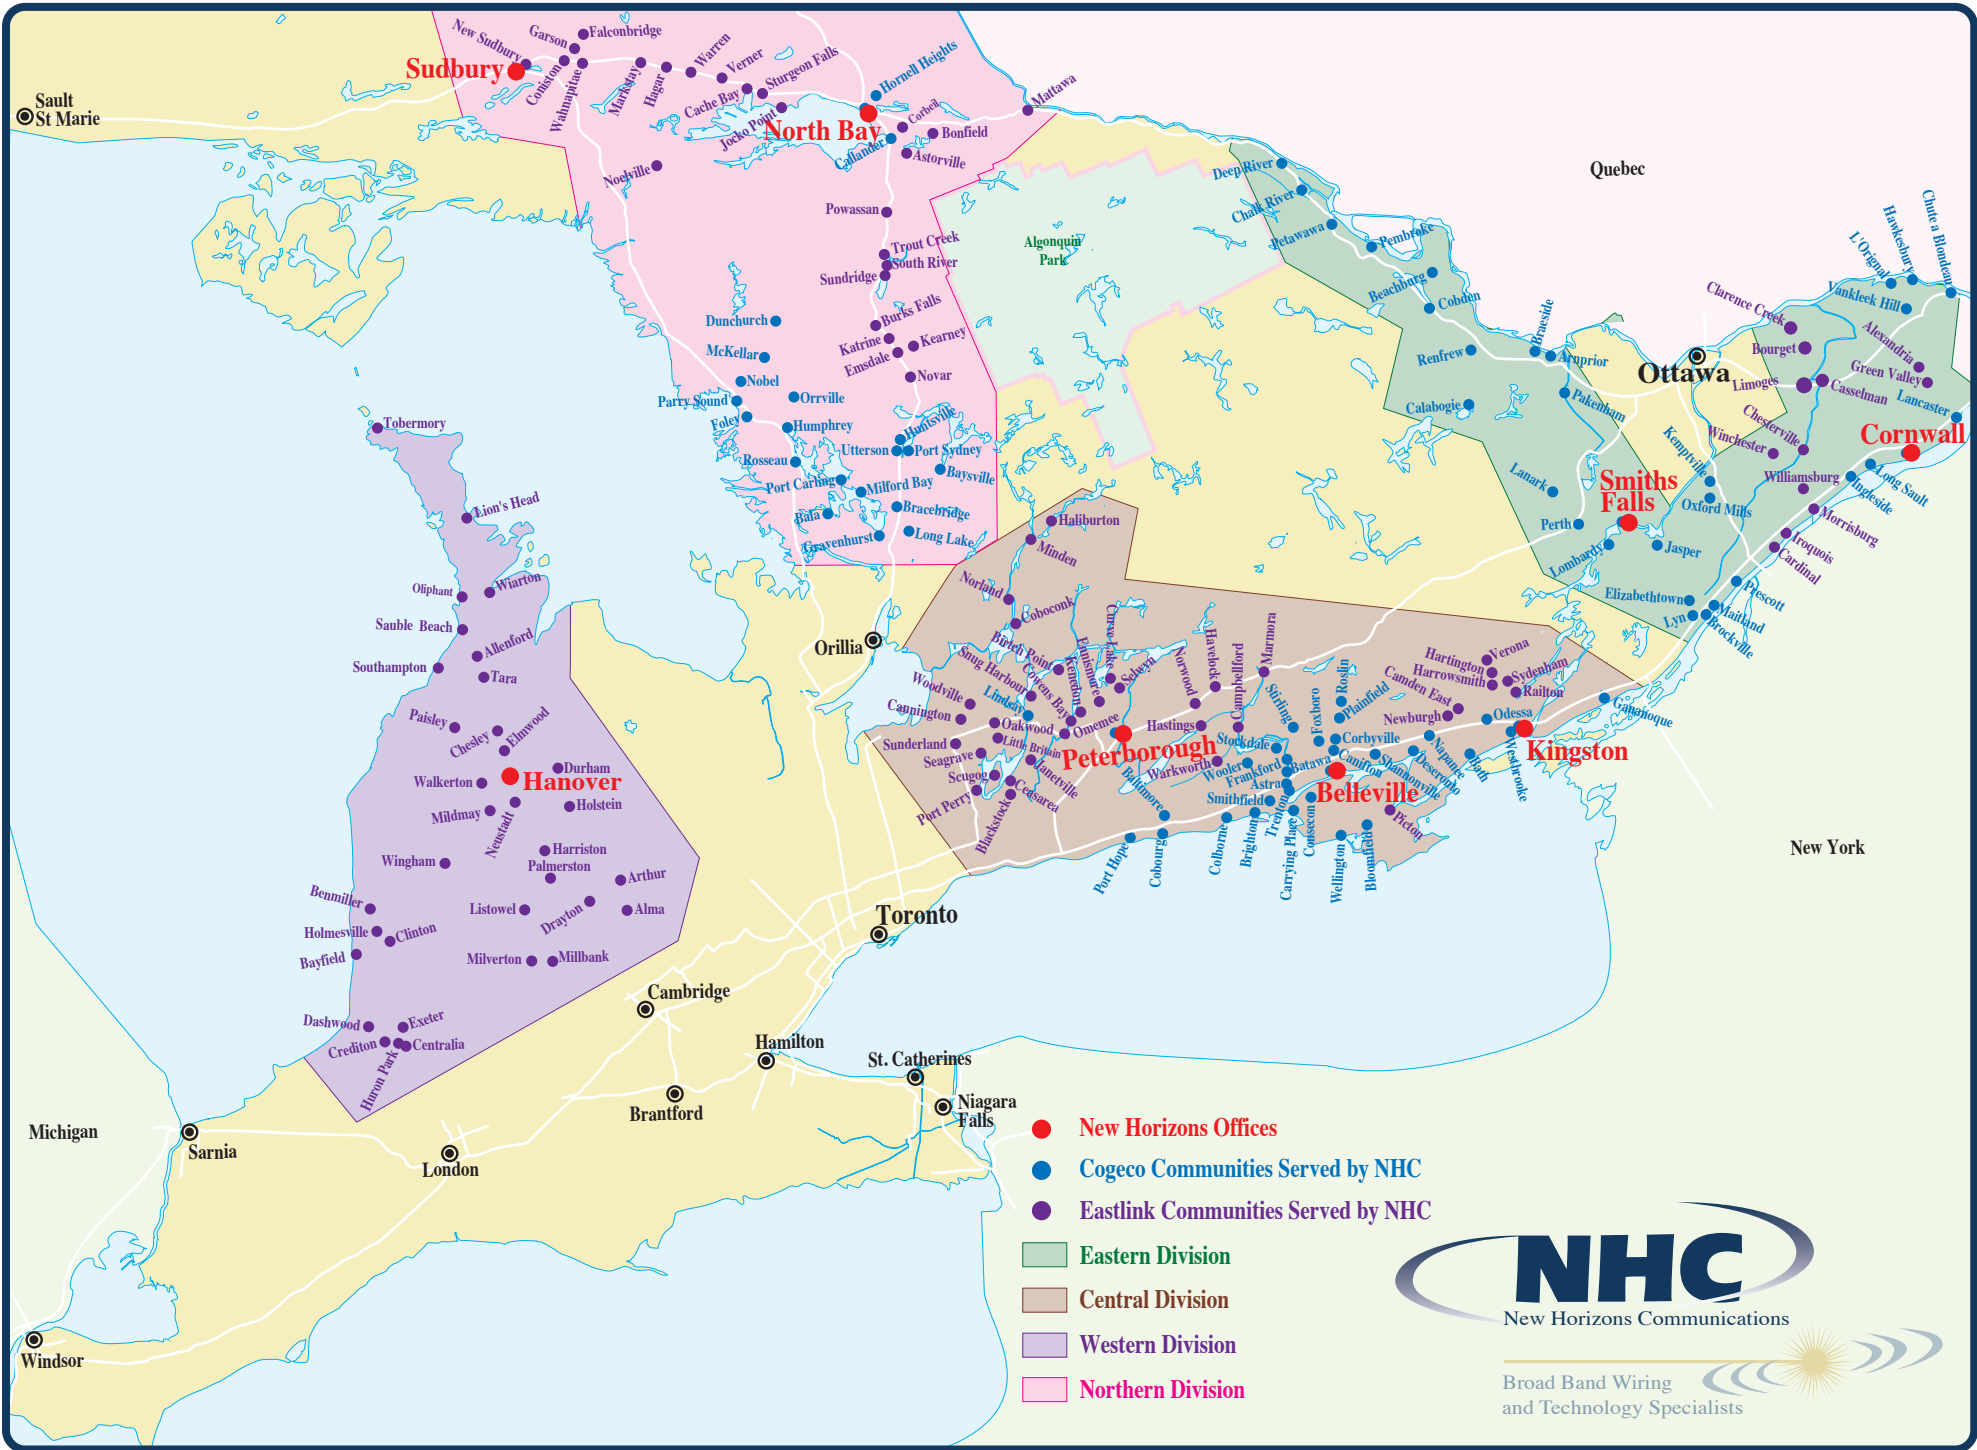 New Sudbury
Garson
Falconbridge
Sudbury
Coniston
Wahnapitae
Markstay
Hagar
Warren
Verner
Cache Bay
Sturgeon Falls
Jocko Point
Hornell Heights
North Bay
Corbeil
Bonfield
Callander
Astorville
Mattawa
Sault
St Marie
Noelville
Powassan
Trout Creek
South River
Sundridge
Burks Falls
Katrine
Kearney
Emsdale
Novar
Dunchurch
McKellar
Nobel
Parry Sound
Orrville
Foley
Humphrey
Huntsville
Utterson
Port Sydney
Rosseau
Baysville
Port Carling
Milford Bay
Bala
Bracebridge
Gravenhurst
Long Lake
Algonquin
Park
Quebec
Deep River
Chalk River
Petawawa
Pembroke
Beachburg
Cobden
Renfrew
Braeside
Arnprior
Calabogie
Pakenham
Ottawa
Clarence Creek
Bourget
Limoges
Casselman
L'Orignal
Hawkesbury
Chute a Blondeau
Vankleek Hill
Alexandria
Green Valley
Lancaster
Cornwall
Chesterville
Winchester
Kemptville
Williamsburg
Long Sault
Ingleside
Morrisburg
Iroquois
Cardinal
Lanark
Smiths
Falls
Oxford Mills
Perth
Lombardy
Jasper
Elizabethtown
Prescott
Maitland
Lyn
Brockville
Tobermory
Lion's Head
Oliphant
Wiarton
Sauble Beach
Allenford
Southampton
Tara
Paisley
Chesley
Elmwood
Walkerton
Hanover
Durham
Mildmay
Neustadt
Holstein
Wingham
Harriston
Palmerston
Arthur
Benmiller
Listowel
Drayton
Alma
Holmesville
Clinton
Bayfield
Milverton
Millbank
Dashwood
Exeter
Crediton
Centralia
Huron Park
Orillia
Haliburton
Minden
Norland
Coboconk
Birtch Point
Snug Harbour
Cowens Bay
Kenedon
Ennismore
Curve Lake
Selwyn
Woodville
Lindsay
Cannington
Oakwood
Omemee
Sunderland
Little Britain
Seagrave
Scugog
Janetville
Port Perry
Ceasarea
Blackstock
Peterborough
Norwood
Havelok
Campbellford
Marmora
Hastings
Warkworth
Baltimore
Stirling
Stockdale
Wooler
Frankford
Batawa
Astra
Smithfield
Trenton
Foxboro
Roslin
Plainfield
Corbyville
Canifton
Shannonville
Belleville
Deseronto
Napanee
Bath
Camden East
Newburgh
Hartington
Verona
Harrowsmith
Sydenham
Railton
Odessa
Westbrooke
Kingston
Gananoque
Port Hope
Cobourg
Colborne
Brighton
Carrying Place
Consecon
Wellington
Bloomfield
Picton
New York
Toronto
Cambridge
Hamilton
Brantford
St. Catherines
Niagara
Falls
Michigan
Sarnia
London
Windsor
New Horizons Offices
Cogeco Communities Served by NHC
Eastlink Communities Served by NHC
Eastern Division
Central Division
Western Division
Northern Division
NHC
New Horizons Communications
Broad Band Wiring
and Technology Specialists